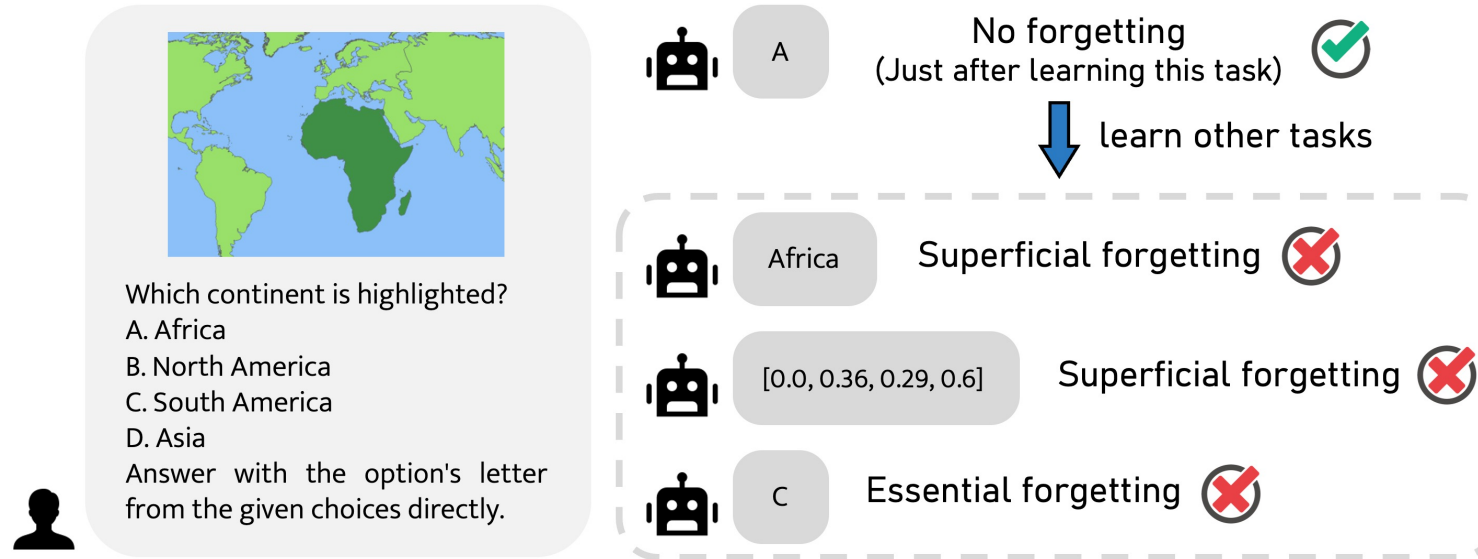 Which continent is highlighted?
A. Africa
B. North America
C. South America
D. Asia
Answer with the option's letter
from the given choices directly.
A
No forgetting
(Just after learning this task)
learn other tasks
Africa
Superficial forgetting
[0.0, 0.36, 0.29, 0.6]
Superficial forgetting
C
Essential forgetting